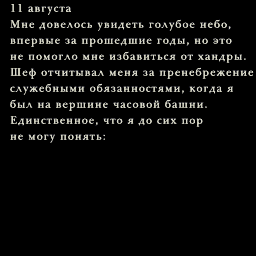 11 августа
Мне довелось увидеть голубое небо,
впервые за прошедшие годы, но это
не помогло мне избавиться от хандры.
Шеф отчитывал меня за пренебрежение
служебными обязанностями, когда я
был на вершине часовой башни.
Единственное, что я до сих пор
не могу понять: